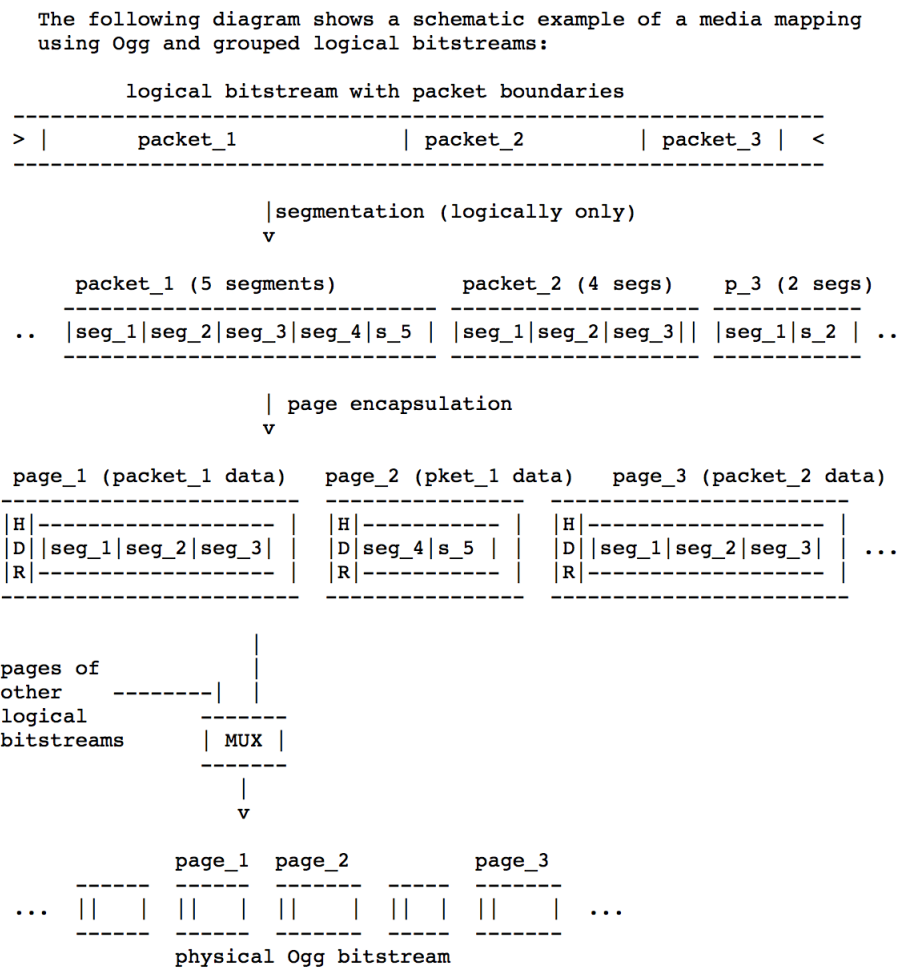 The following diagram shows a schematic example of a media mapping
using Ogg and grouped logical bitstreams:
logical bitstream with packet boundaries
> | packet_1 | packet_2 | packet_3 | <
|segmentation (logically only)
v
packet_1 (5 segments) packet_2 (4 segs) p_3 (2 segs)
.. |seg_1|seg_2|seg_3|seg_4|s_5 | |seg_1|seg_2|seg_3|| |seg_1|s_2 | ..
| page encapsulation
v
page_1 (packet_1 data) page_2 (pket_1 data) page_3 (packet_2 data)
|H|------------------- | |H|----------- | |H|------------------- |
|D||seg_1|seg_2|seg_3| | |D|seg_4|s_5 | | |D||seg_1|seg_2|seg_3| | ...
|R|------------------- | |R|----------- | |R|------------------- |
|
pages of |
other --------| |
logical -------
bitstreams | MUX |
-------
|
v
page_1 page_2 page_3
------ ------ ------- ----- -------
... || | || | || | || | || | ...
------ ------ ------- ----- -------
physical Ogg bitstream